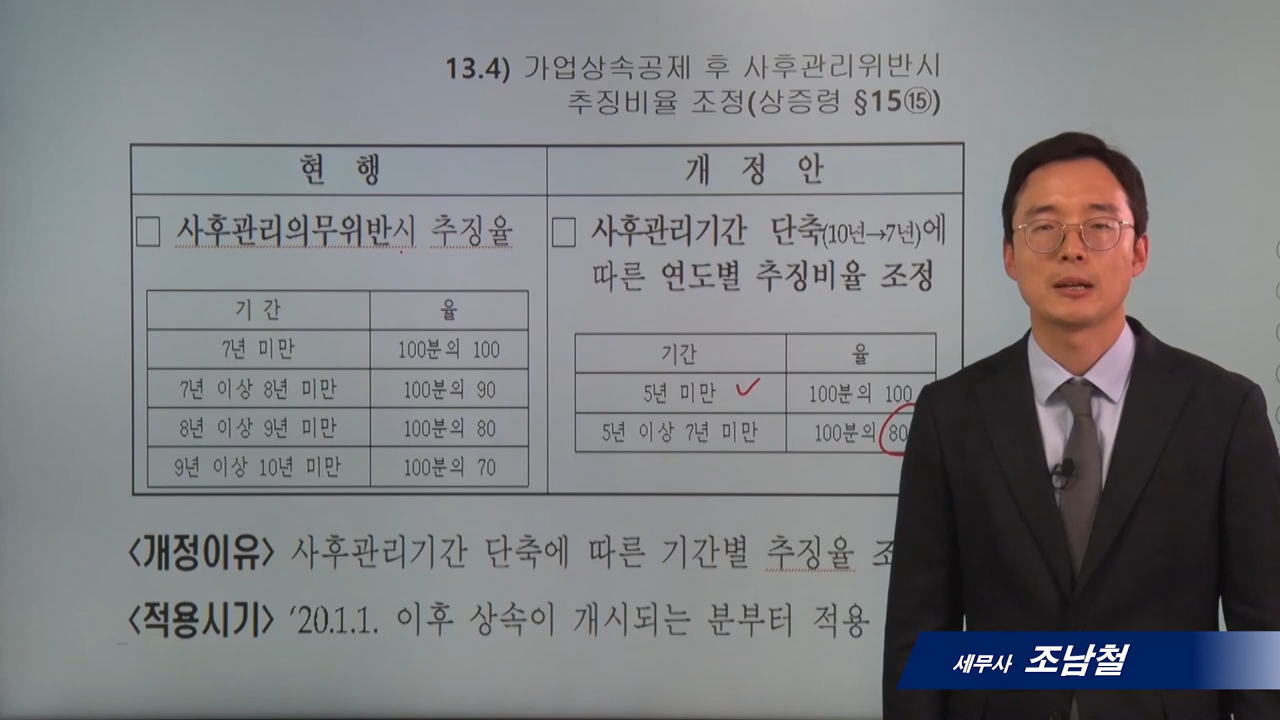 13.4) 가업상속공제 후 사후관리위반시
추징비율 조정(상증령 §15⑮)
현 행
개 정 안
□ 사후관리의무위반시 추징율
기 간 율
7년 미만 100분의 100
7년 이상 8년 미만 100분의 90
8년 이상 9년 미만 100분의 80
9년 이상 10년 미만 100분의 70
□ 사후관리기간 단축(10년→7년)에
따른 연도별 추징비율 조정
기간 율
5년 미만 100분의 100
5년 이상 7년 미만 100분의 80
<개정이유> 사후관리기간 단축에 따른 기간별 추징율
<적용시기> '20.1.1. 이후 상속이 개시되는 분부터 적용
세무사 조남철